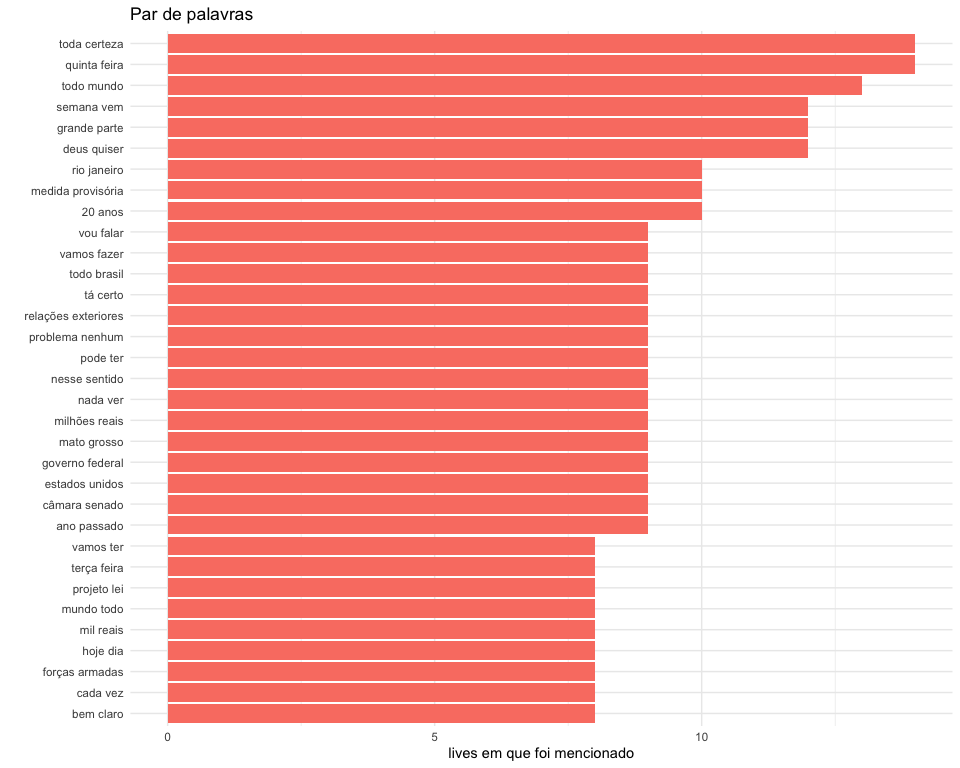 Par de palavras
toda certeza
quinta feira
todo mundo
semana vem
grande parte
deus quiser
rio janeiro
medida provisória
20 anos
vou falar
vamos fazer
todo brasil
tá certo
relações exteriores
problema nenhum
pode ter
nesse sentido
nada ver
milhões reais
mato grosso
governo federal
estados unidos
câmara senado
ano passado
vamos ter
terça feira
projeto lei
mundo todo
mil reais
hoje dia
forças armadas
cada vez
bem claro
0 5 10
lives em que foi mencionado